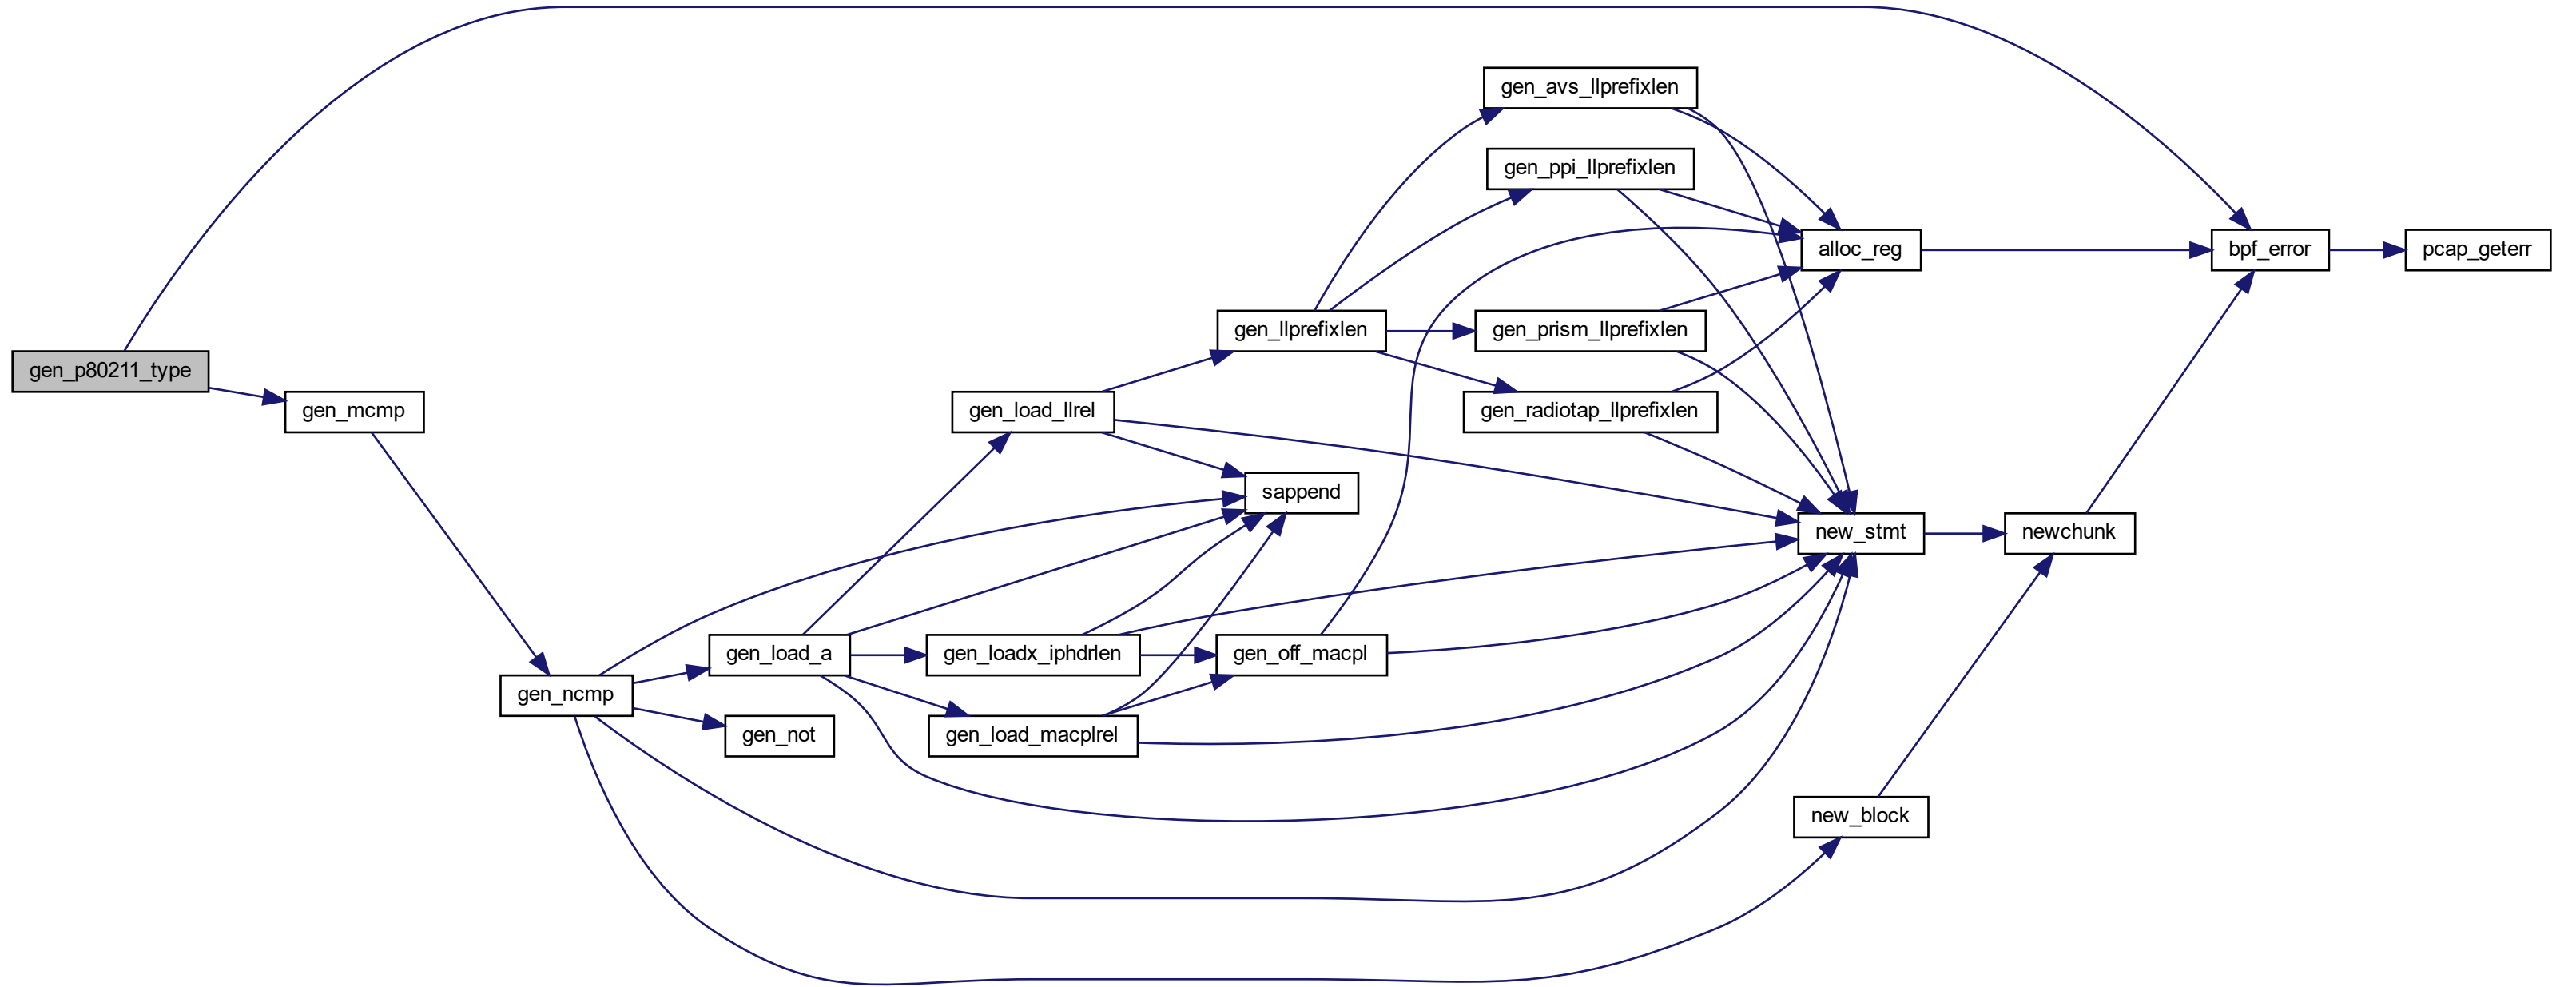 gen_avs_llprefixlen
gen_ppi_llprefixlen
alloc_reg
bpf_error
pcap_geterr
gen_llprefixlen
gen_prism_llprefixlen
gen_p80211_type
gen_mcmp
gen_load_llrel
gen_radiotap_llprefixlen
sappend
new_stmt
newchunk
gen_load_a
gen_loadx_iphdrlen
gen_off_macpl
gen_ncmp
gen_not
gen_load_macplrel
new_block